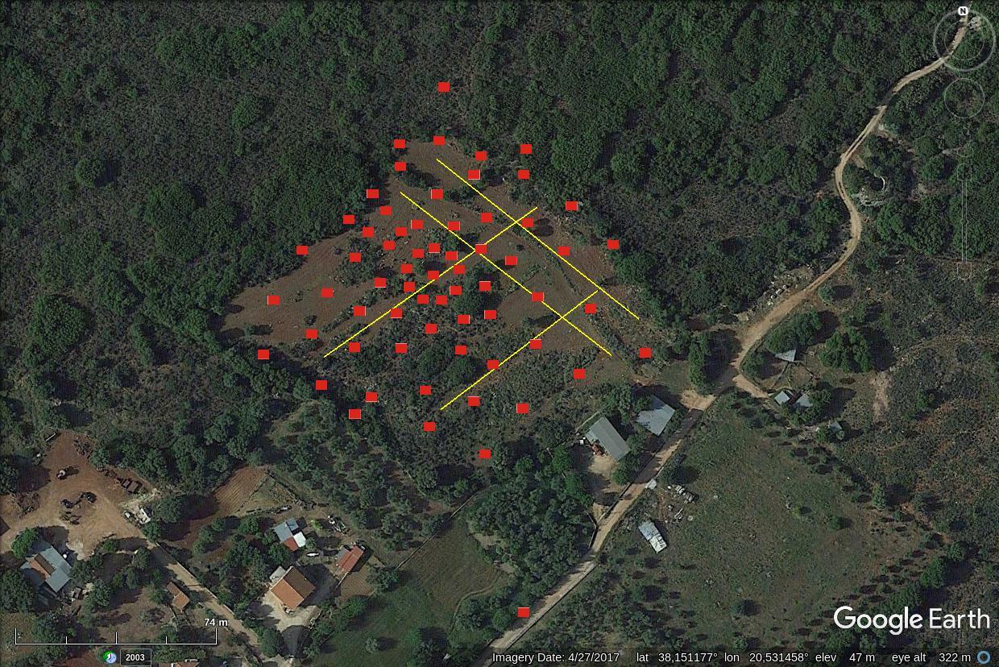 N
74 m
Google Earth
2003
Imagery Date: 4/27/2017 lat 38,151177° lon 20,531458° elev 47 m eye alt 322 m